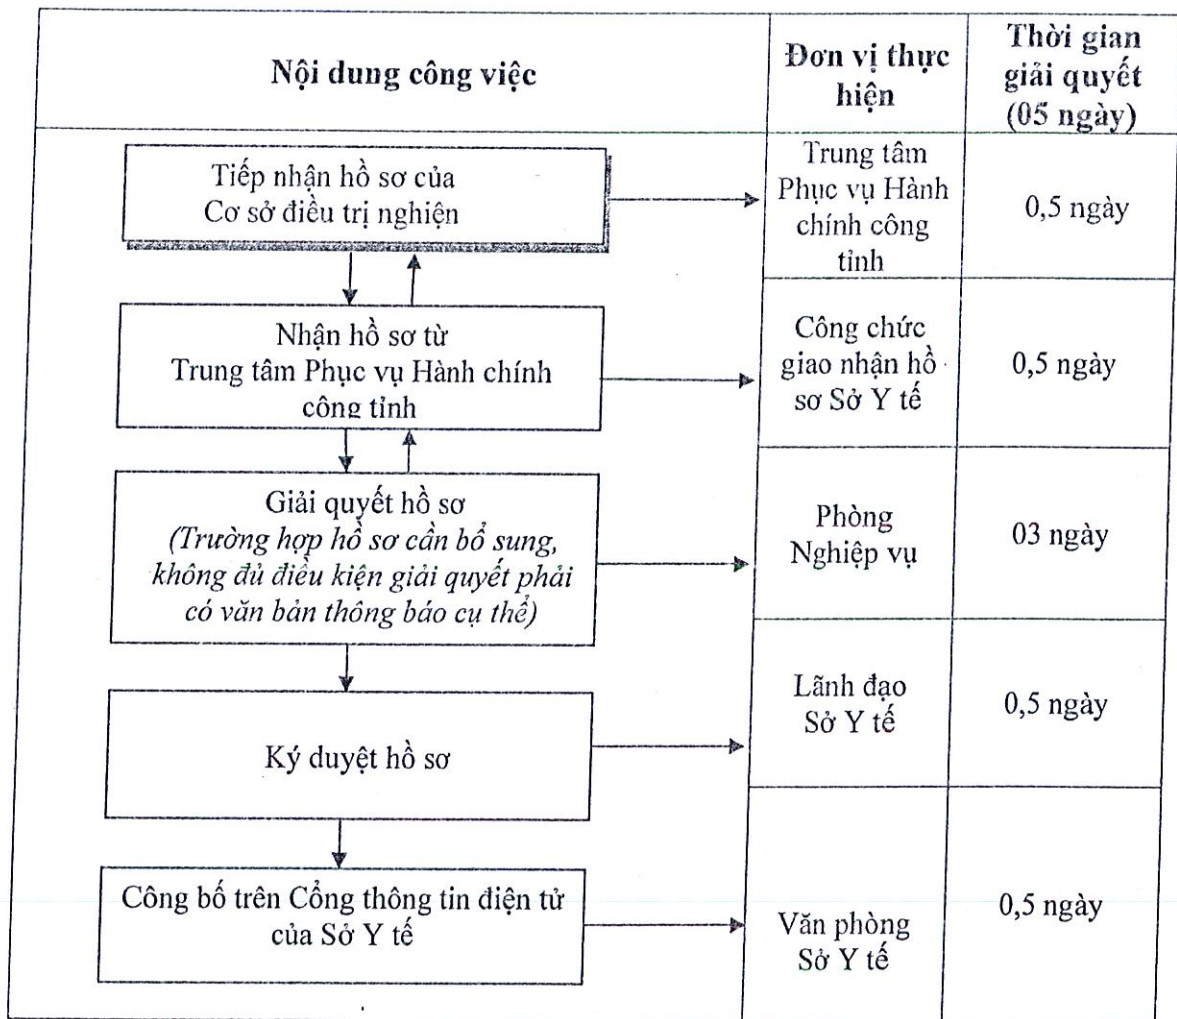 Nội dung công việc
Đơn vị thực
hiện
Thời gian
giải quyết
(05 ngày)
Tiếp nhận hồ sơ của
Cơ sở điều trị nghiện
Trung tâm
Phục vụ Hành
chính công
tỉnh
0,5 ngày
Nhận hồ sơ từ
Trung tâm Phục vụ Hành chính
công tỉnh
Công chức
giao nhận hồ
sơ Sở Y tế
0,5 ngày
Giải quyết hồ sơ
(Trường hợp hồ sơ cần bổ sung,
không đủ điều kiện giải quyết phải
có văn bản thông báo cụ thể)
Phòng
Nghiệp vụ
03 ngày
Ký duyệt hồ sơ
Lãnh đạo
Sở Y tế
0,5 ngày
Công bố trên Cổng thông tin điện tử
của Sở Y tế
Văn phòng
Sở Y tế
0,5 ngày